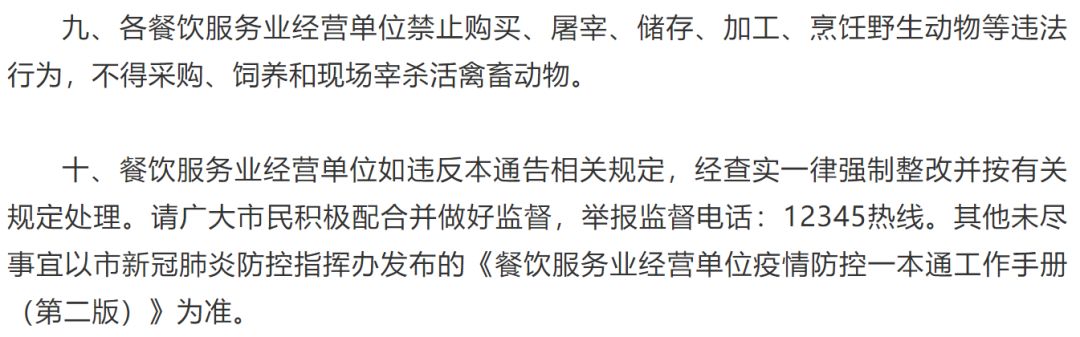 九、各餐饮服务业经营单位禁止购买、屠宰、储存、加工、烹饪野生动物等违法
行为，不得采购、饲养和现场宰杀活禽畜动物。
十、餐饮服务业经营单位如违反本通告相关规定，经查实一律强制整改并按有关
规定处理。请广大市民积极配合并做好监督，举报监督电话：12345热线。其他未尽
事宜以市新冠肺炎防控指挥办发布的《餐饮服务业经营单位疫情防控一本通工作手册
（第二版）》为准。